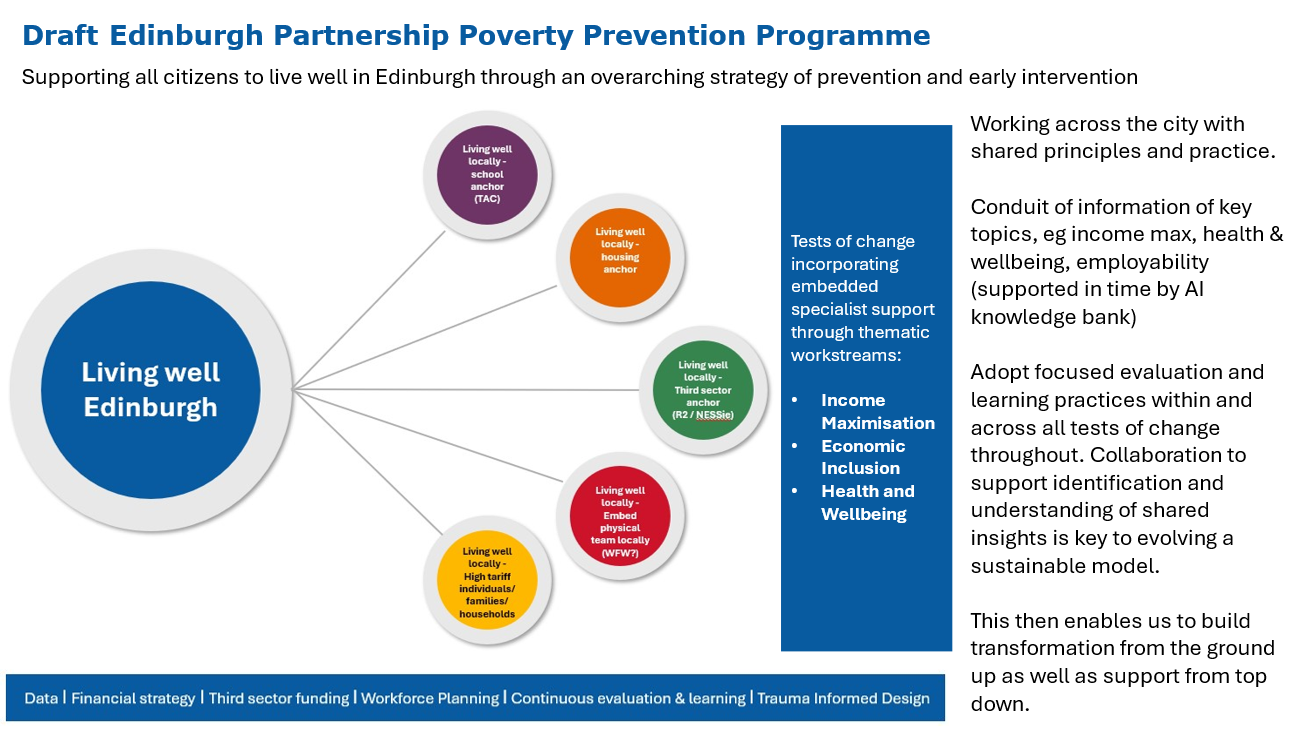 Draft Edinburgh Partnership Poverty Prevention Programme
Supporting all citizens to live well in Edinburgh through an overarching strategy of prevention and early intervention
Living well
Edinburgh
Living well
locally -
school
anchor
(TAC)
Living well
locally -
housing
anchor
Living well
locally -
Third sector
anchor
(R2 / NESSie)
Living well
locally -
Embed
physical
team locally
(WFW?)
Living well
locally -
High tariff
individuals/
families/
households
Tests of change
incorporating
embedded
specialist support
through thematic
workstreams:
• Income
Maximisation
• Economic
Inclusion
• Health and
Wellbeing
Working across the city with
shared principles and practice.
Conduit of information of key
topics, eg income max, health &
wellbeing, employability
(supported in time by AI
knowledge bank)
Adopt focused evaluation and
learning practices within and
across all tests of change
throughout. Collaboration to
support identification and
understanding of shared
insights is key to evolving a
sustainable model.
This then enables us to build
transformation from the ground
up as well as support from top
down.
Data | Financial strategy | Third sector funding | Workforce Planning | Continuous evaluation & learning | Trauma Informed Design